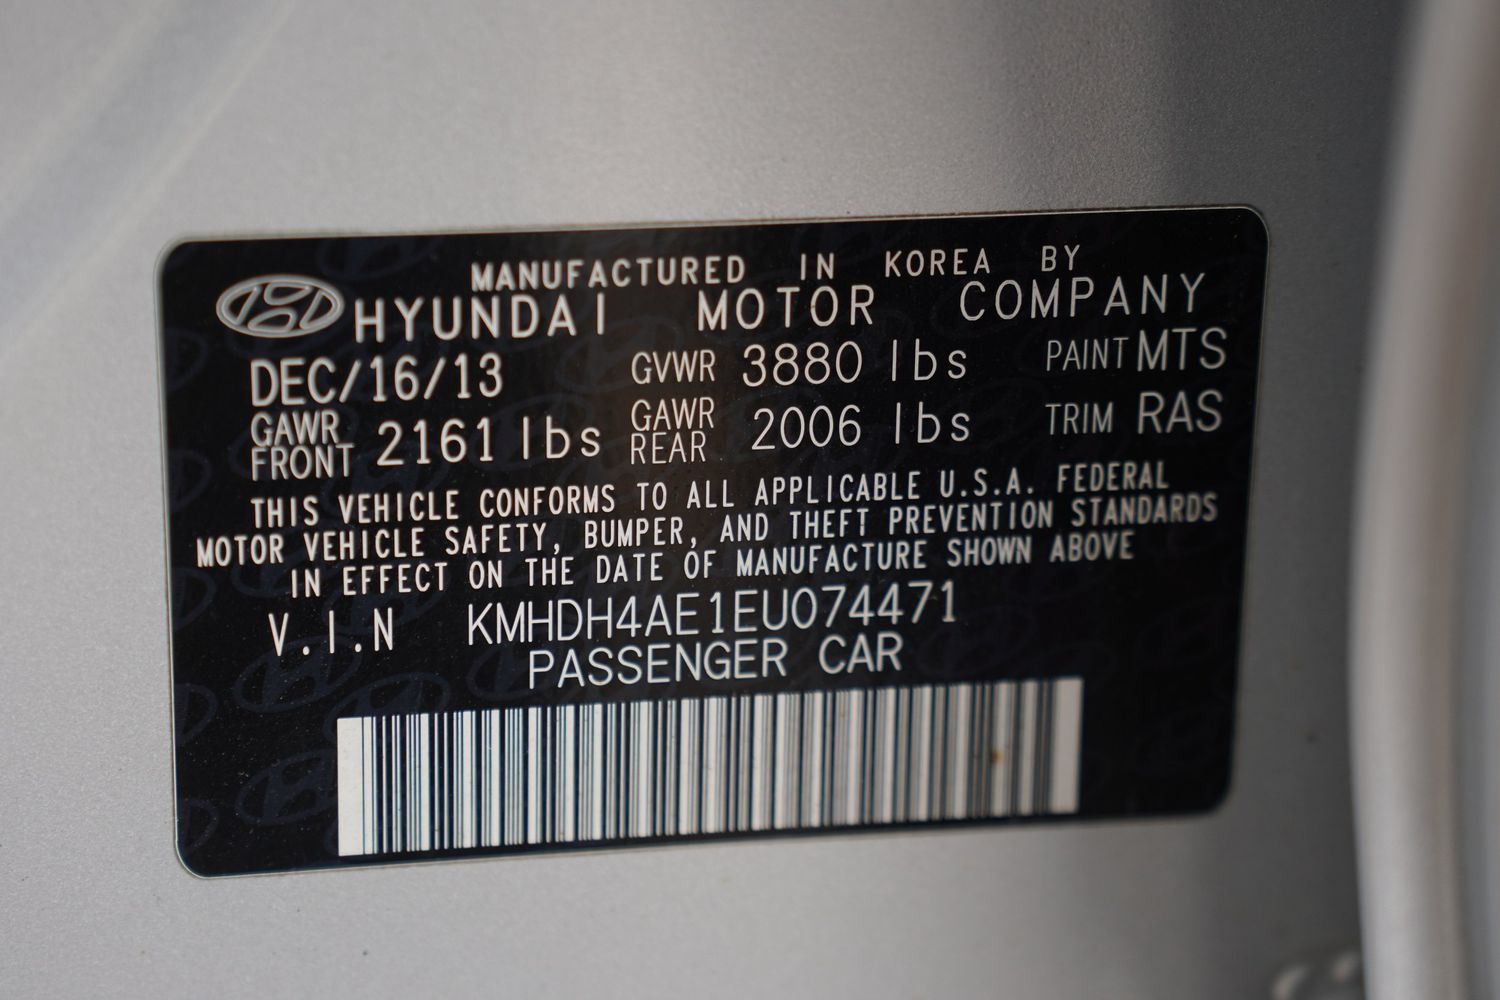 MANUFACTURED IN KOREA BY
HYUNDAI MOTOR COMPANY
DEC/16/13 GVWR 3880 lbs PAINT MTS
GAWR FRONT 2161 lbs GAWR REAR 2006 lbs TRIM RAS
THIS VEHICLE CONFORMS TO ALL APPLICABLE U.S.A. FEDERAL
MOTOR VEHICLE SAFETY, BUMPER, AND THEFT PREVENTION STANDARDS
IN EFFECT ON THE DATE OF MANUFACTURE SHOWN ABOVE
V.I.N KMHDH4AE1EU074471
PASSENGER CAR